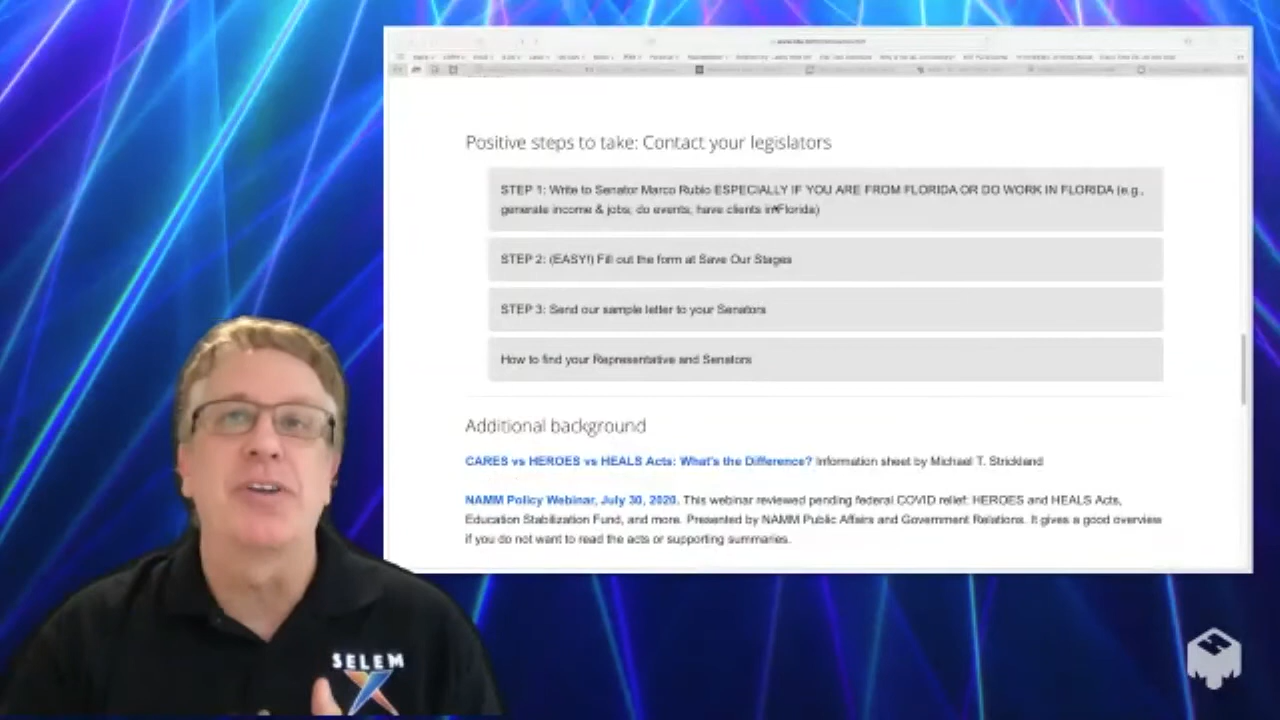 Positive steps to take: Contact your legislators
STEP 1: Write to Senator Marco Rubio ESPECIALLY IF YOU ARE FROM FLORIDA OR DO WORK IN FLORIDA (e.g.,
generate income & jobs, do events, have clients in Florida)
STEP 2: (EASY!) Fill out the form at Save Our Stages
STEP 3: Send our sample letter to your Senators
How to find your Representative and Senators
Additional background
CARES vs HEROES vs HEALS Acts: What's the Difference? Information sheet by Michael T. Strickland
NAMM Policy Webinar, July 30, 2020. This webinar reviewed pending federal COVID relief: HEROES and HEALS Acts,
Education Stabilization Fund, and more. Presented by NAMM Public Affairs and Government Relations. It gives a good overview
if you do not want to read the acts or supporting summaries.
SELEM